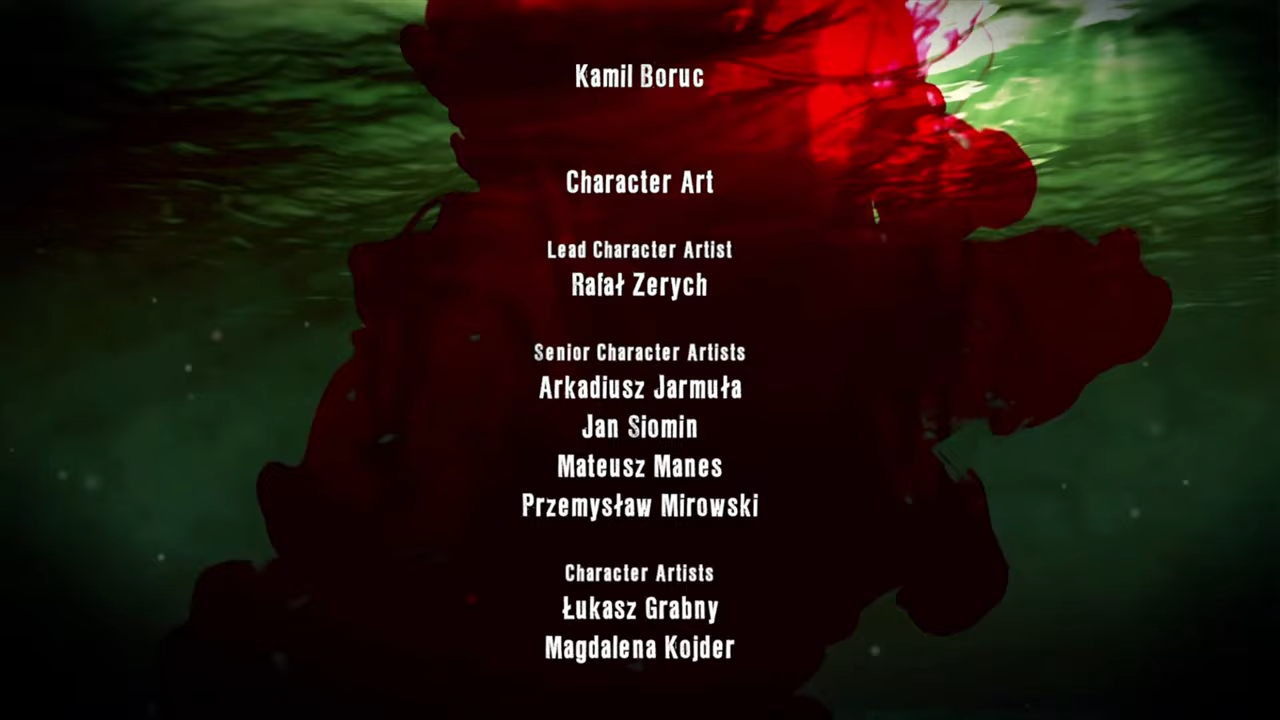 Kamil Boruc
Character Art
Lead Character Artist
Rafał Zerych
Senior Character Artists
Arkadiusz Jarmuła
Jan Siomin
Mateusz Manes
Przemysław Mirowski
Character Artists
Łukasz Grabny
Magdalena Kojder